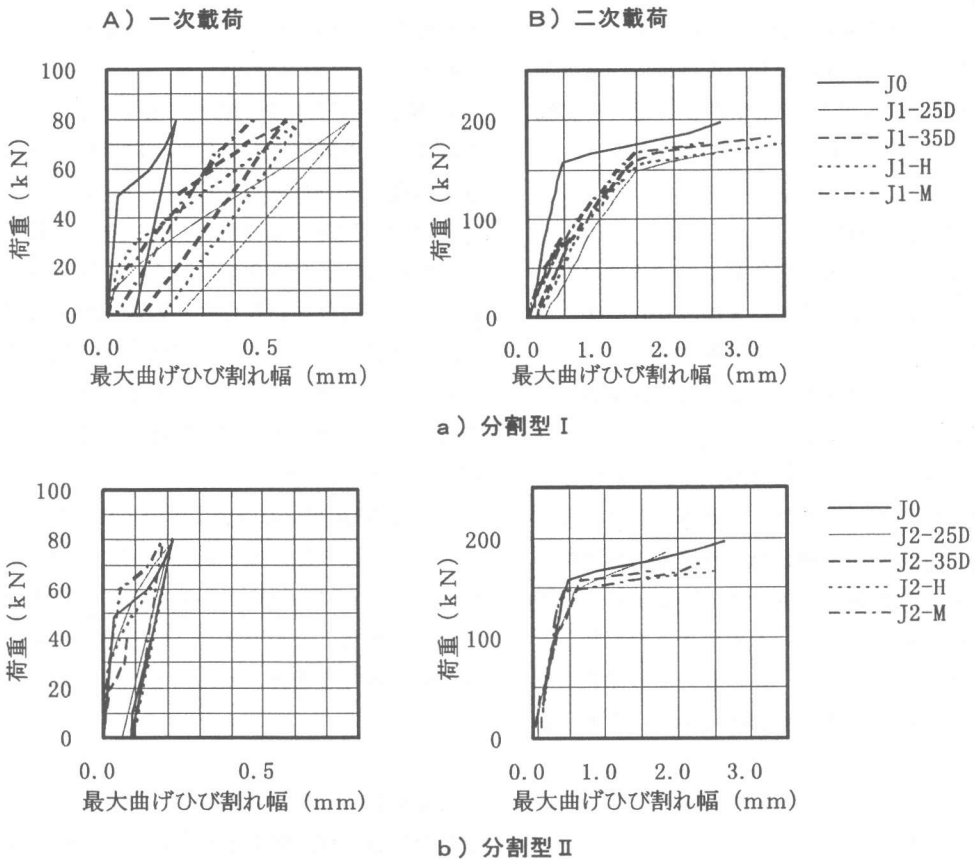 A）一次載荷
B）二次載荷
100
80
60
40
20
0
荷重（kN）
0.0
0.5
最大曲げひび割れ幅（mm）
200
100
0
荷重（kN）
0.0
1.0
2.0
3.0
最大曲げひび割れ幅（mm）
J0
J1-25D
J1-35D
J1-H
J1-M
a）分割型Ⅰ
100
80
60
40
20
0
荷重（kN）
0.0
0.5
最大曲げひび割れ幅（mm）
200
100
0
荷重（kN）
0.0
1.0
2.0
3.0
最大曲げひび割れ幅（mm）
J0
J2-25D
J2-35D
J2-H
J2-M
b）分割型Ⅱ